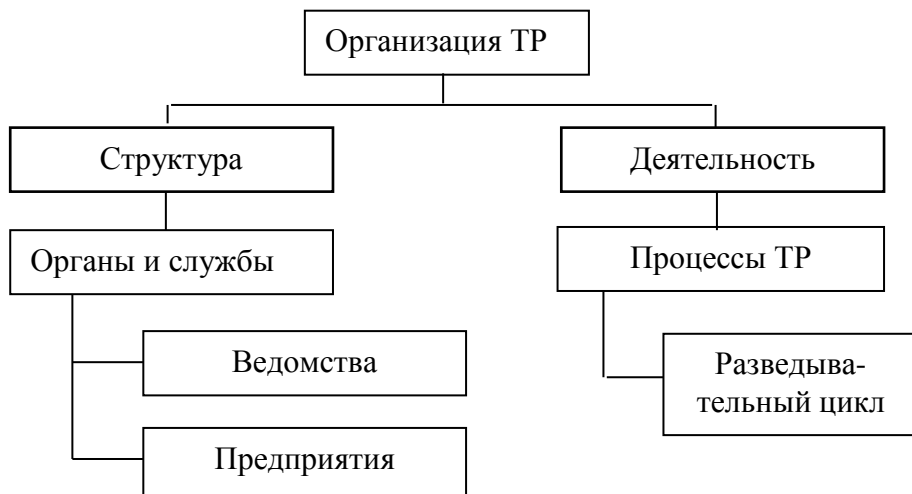 Организация ТР
Структура
Деятельность
Органы и службы
Процессы ТР
Ведомства
Разведыва-
тельный цикл
Предприятия